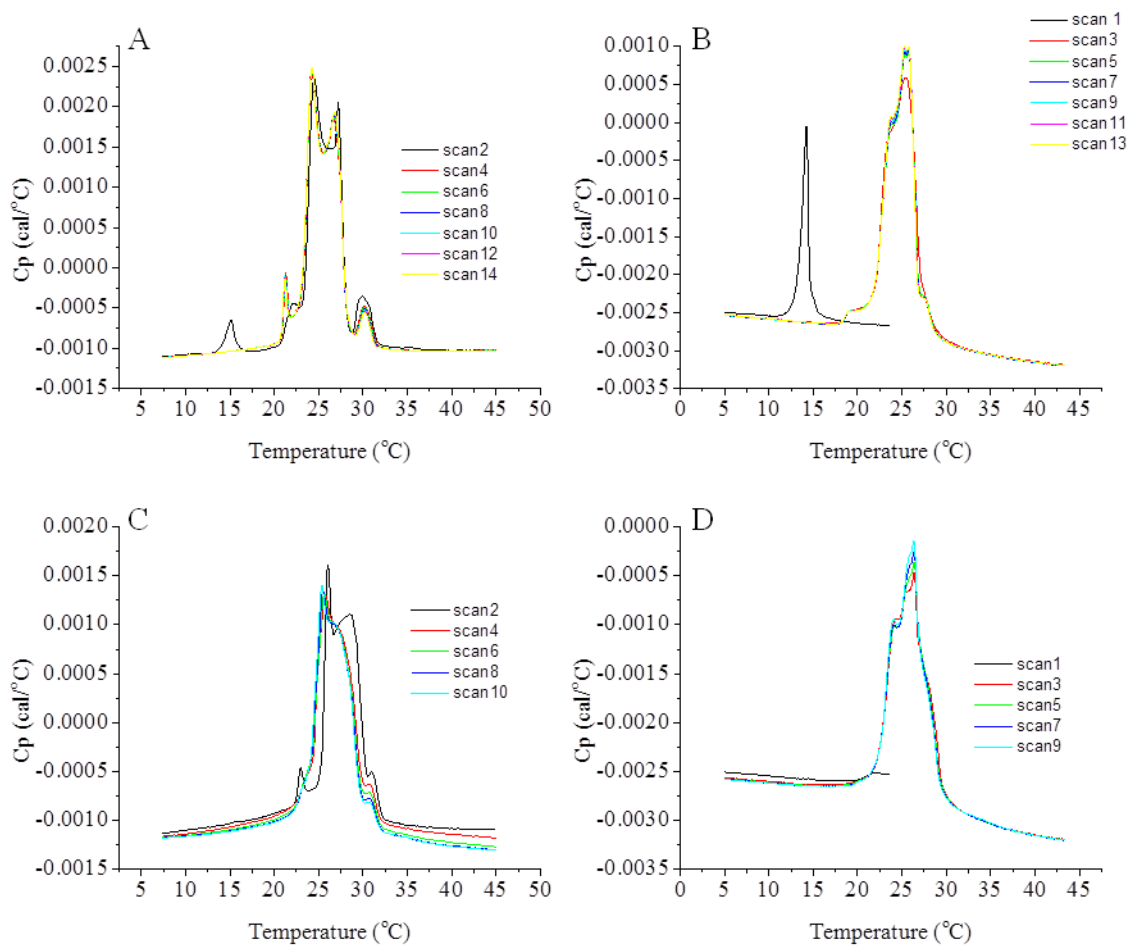 A
Cp (cal/°C)
0.0025
0.0020
0.0015
0.0010
0.0005
0.0000
-0.0005
-0.0010
-0.0015
5 10 15 20 25 30 35 40 45 50
Temperature (°C)
scan2
scan4
scan6
scan8
scan10
scan12
scan14
B
Cp (cal/°C)
0.0010
0.0005
0.0000
-0.0005
-0.0010
-0.0015
-0.0020
-0.0025
-0.0030
-0.0035
0 5 10 15 20 25 30 35 40 45
Temperature (°C)
scan 1
scan3
scan5
scan7
scan9
scan11
scan13
C
Cp (cal/°C)
0.0020
0.0015
0.0010
0.0005
0.0000
-0.0005
-0.0010
-0.0015
5 10 15 20 25 30 35 40 45 50
Temperature (°C)
scan2
scan4
scan6
scan8
scan10
D
Cp (cal/°C)
0.0000
-0.0005
-0.0010
-0.0015
-0.0020
-0.0025
-0.0030
-0.0035
0 5 10 15 20 25 30 35 40 45
Temperature (°C)
scan1
scan3
scan5
scan7
scan9